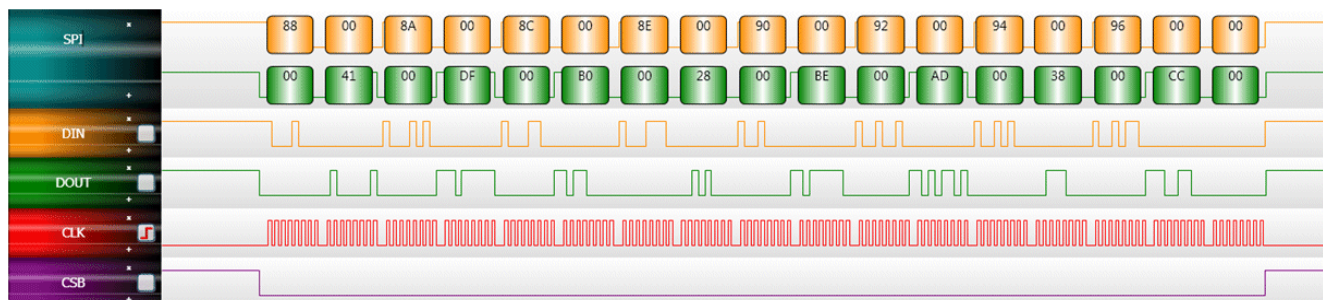 SPI
88 00 8A 00 8C 00 8E 00 90 00 92 00 94 00 96 00 00
00 41 00 DF 00 B0 00 28 00 BE 00 AD 00 38 00 CC 00
DIN
DOUT
CLK
CSB